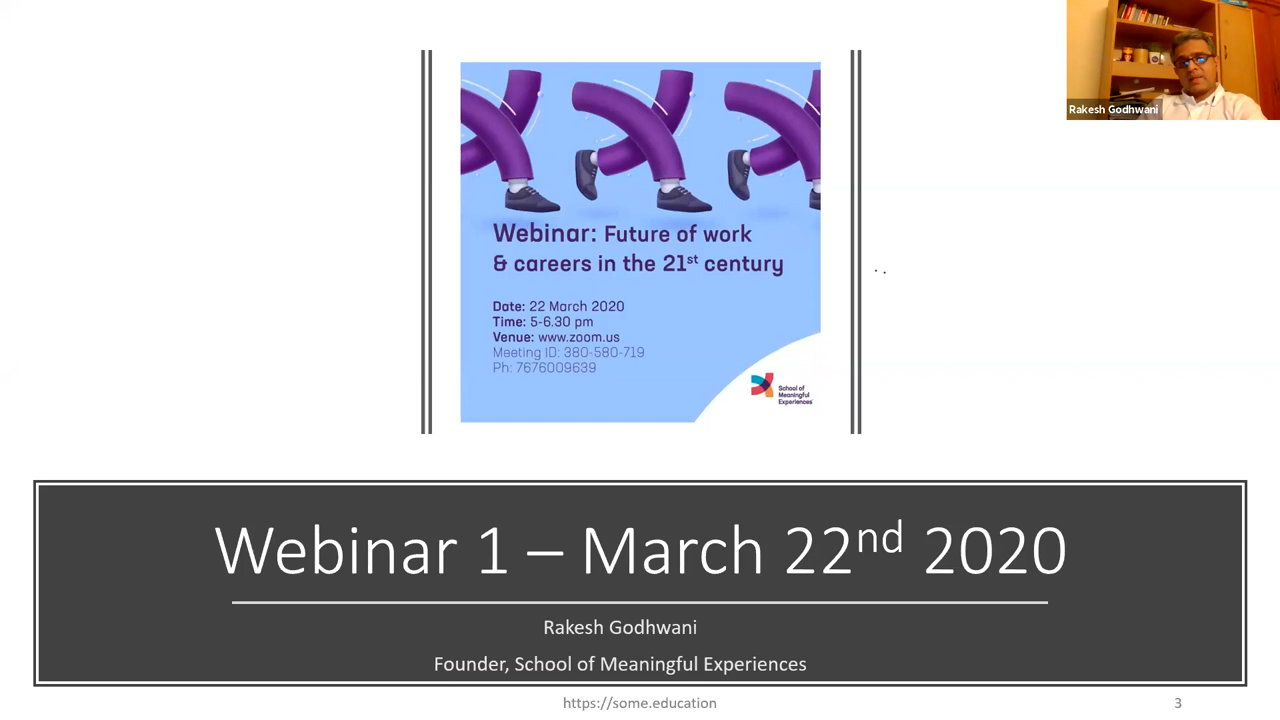 Rakesh Godhwani
Webinar: Future of work
& careers in the 21st century
Date: 22 March 2020
Time: 5-6.30 pm
Venue: www.zoom.us
Meeting ID: 380-580-719
Ph: 7676009639
School of
Meaningful
Experiences
Webinar 1 – March 22nd 2020
Rakesh Godhwani
Founder, School of Meaningful Experiences
https://some.education
3